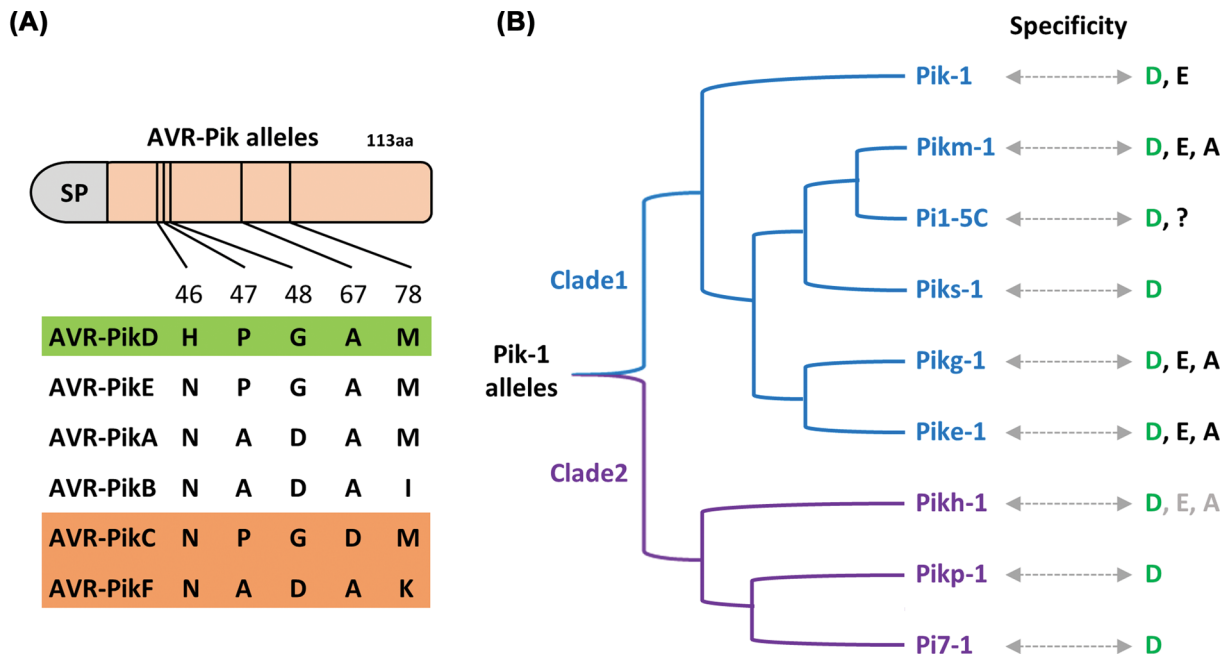 (A)
AVR-Pik alleles 113aa
SP
46 47 48 67 78
AVR-PikD H P G A M
AVR-PikE N P G A M
AVR-PikA N A D A M
AVR-PikB N A D A I
AVR-PikC N P G D M
AVR-PikF N A D A K
(B)
Specificity
Pik-1 D, E
Pikm-1 D, E, A
Pi1-5C D, ?
Clade1
Piks-1 D
Pik-1
alleles
Pikg-1 D, E, A
Pike-1 D, E, A
Clade2
Pikh-1 D, E, A
Pikp-1 D
Pi7-1 D